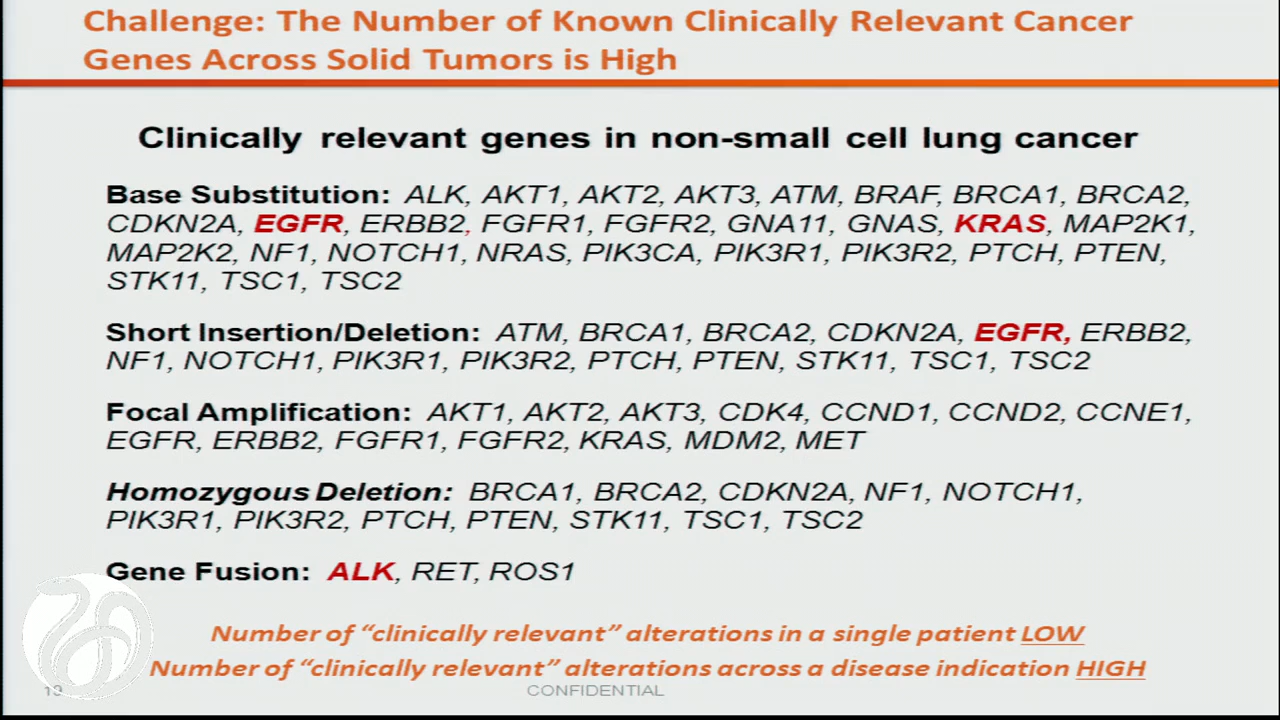 Challenge: The Number of Known Clinically Relevant Cancer
Genes Across Solid Tumors is High
Clinically relevant genes in non-small cell lung cancer
Base Substitution: ALK, AKT1, AKT2, AKT3, ATM, BRAF, BRCA1, BRCA2,
CDKN2A, EGFR, ERBB2, FGFR1, FGFR2, GNA11, GNAS, KRAS, MAP2K1,
MAP2K2, NF1, NOTCH1, NRAS, PIK3CA, PIK3R1, PIK3R2, PTCH, PTEN,
STK11, TSC1, TSC2
Short Insertion/Deletion: ATM, BRCA1, BRCA2, CDKN2A, EGFR, ERBB2,
NF1, NOTCH1, PIK3R1, PIK3R2, PTCH, PTEN, STK11, TSC1, TSC2
Focal Amplification: AKT1, AKT2, AKT3, CDK4, CCND1, CCND2, CCNE1,
EGFR, ERBB2, FGFR1, FGFR2, KRAS, MDM2, MET
Homozygous Deletion: BRCA1, BRCA2, CDKN2A, NF1, NOTCH1,
PIK3R1, PIK3R2, PTCH, PTEN, STK11, TSC1, TSC2
Gene Fusion: ALK, RET, ROS1
Number of “clinically relevant” alterations in a single patient LOW
Number of “clinically relevant” alterations across a disease indication HIGH
CONFIDENTIAL